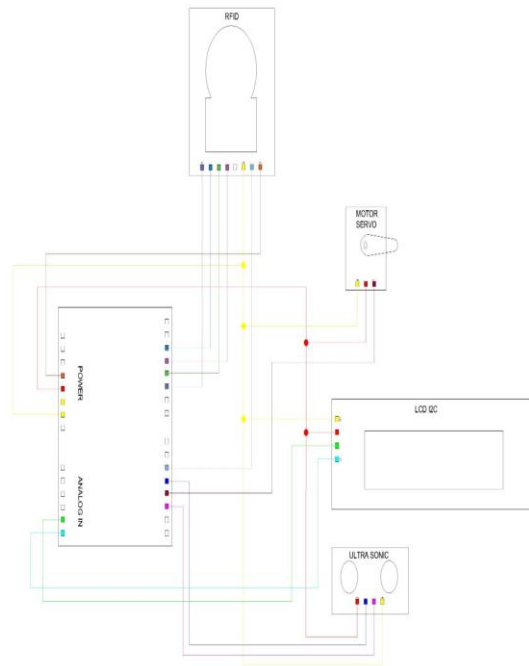 RFID
MOTOR
SERVO
POWER
LCD I2C
ANALOG IN
ULTRA SONIC